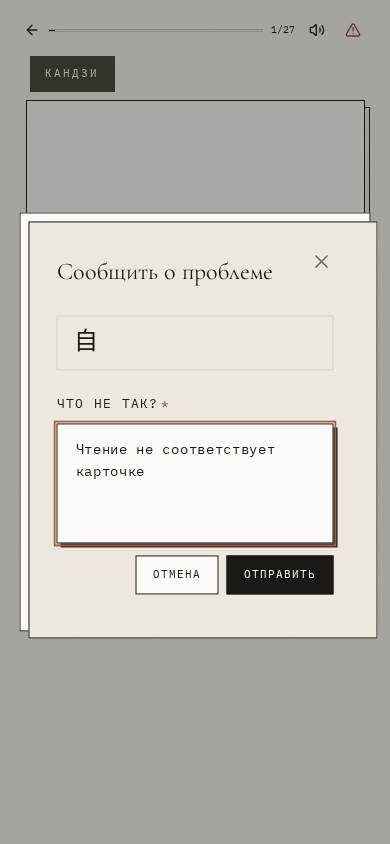 1/27
КАНДЗИ
Сообщить о проблеме
自
ЧТО НЕ ТАК? *
Чтение не соответствует
карточке
ОТМЕНА
ОТПРАВИТЬ